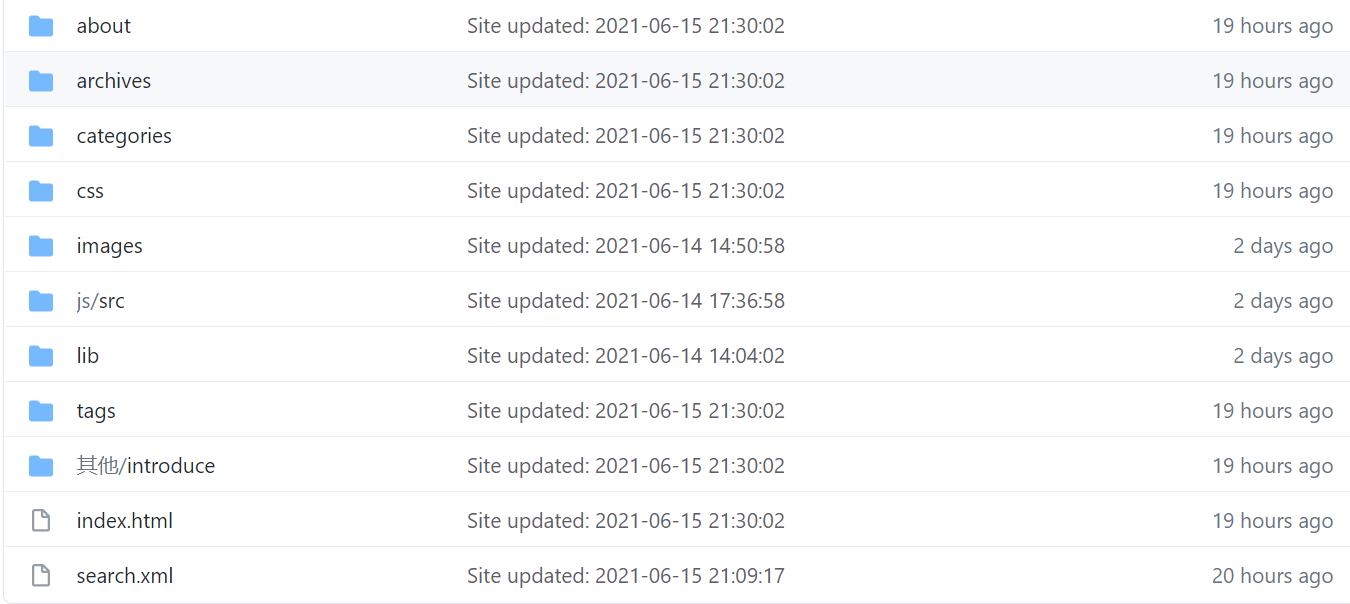 about Site updated: 2021-06-15 21:30:02 19 hours ago
archives Site updated: 2021-06-15 21:30:02 19 hours ago
categories Site updated: 2021-06-15 21:30:02 19 hours ago
css Site updated: 2021-06-15 21:30:02 19 hours ago
images Site updated: 2021-06-14 14:50:58 2 days ago
js/src Site updated: 2021-06-14 17:36:58 2 days ago
lib Site updated: 2021-06-14 14:04:02 2 days ago
tags Site updated: 2021-06-15 21:30:02 19 hours ago
其他/introduce Site updated: 2021-06-15 21:30:02 19 hours ago
index.html Site updated: 2021-06-15 21:30:02 19 hours ago
search.xml Site updated: 2021-06-15 21:09:17 20 hours ago